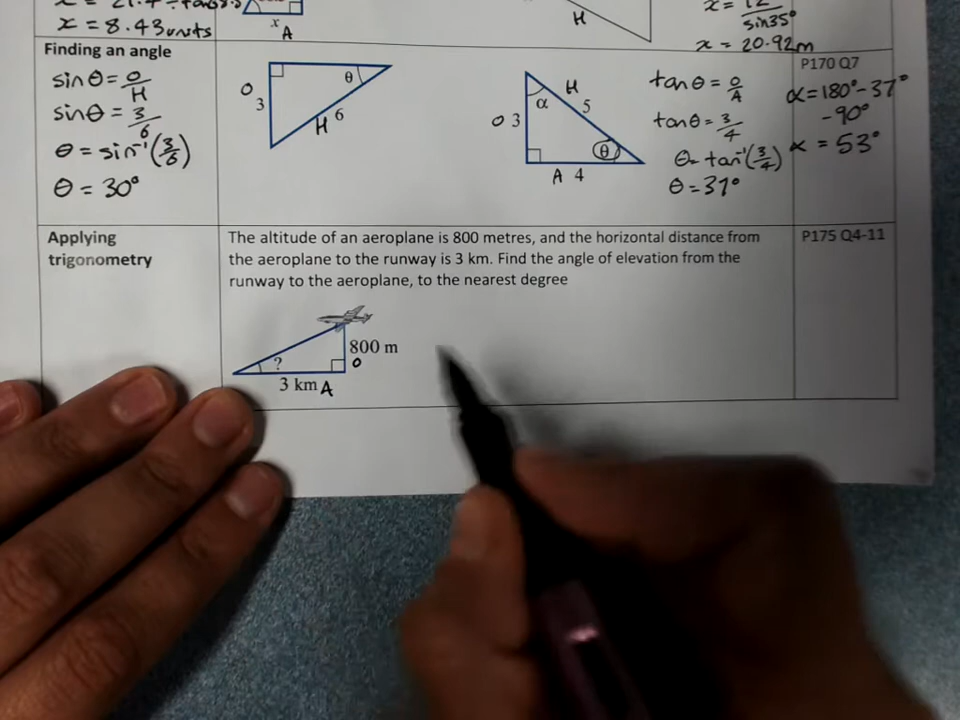 x = 8.43units
x
A
H
sin35°
x = 20.92m
Finding an angle
sinθ = O/H
sinθ = 3/6
θ = sin⁻¹(3/6)
θ = 30°
O
3
θ
H 6
O 3
α
H
5
θ
A 4
tanθ = O/A
tanθ = 3/4
θ = tan⁻¹(3/4)
θ = 37°
P170 Q7
α = 180° - 37°
- 90°
α = 53°
Applying
trigonometry
The altitude of an aeroplane is 800 metres, and the horizontal distance from
the aeroplane to the runway is 3 km. Find the angle of elevation from the
runway to the aeroplane, to the nearest degree
P175 Q4-11
?
800 m
O
3 km A